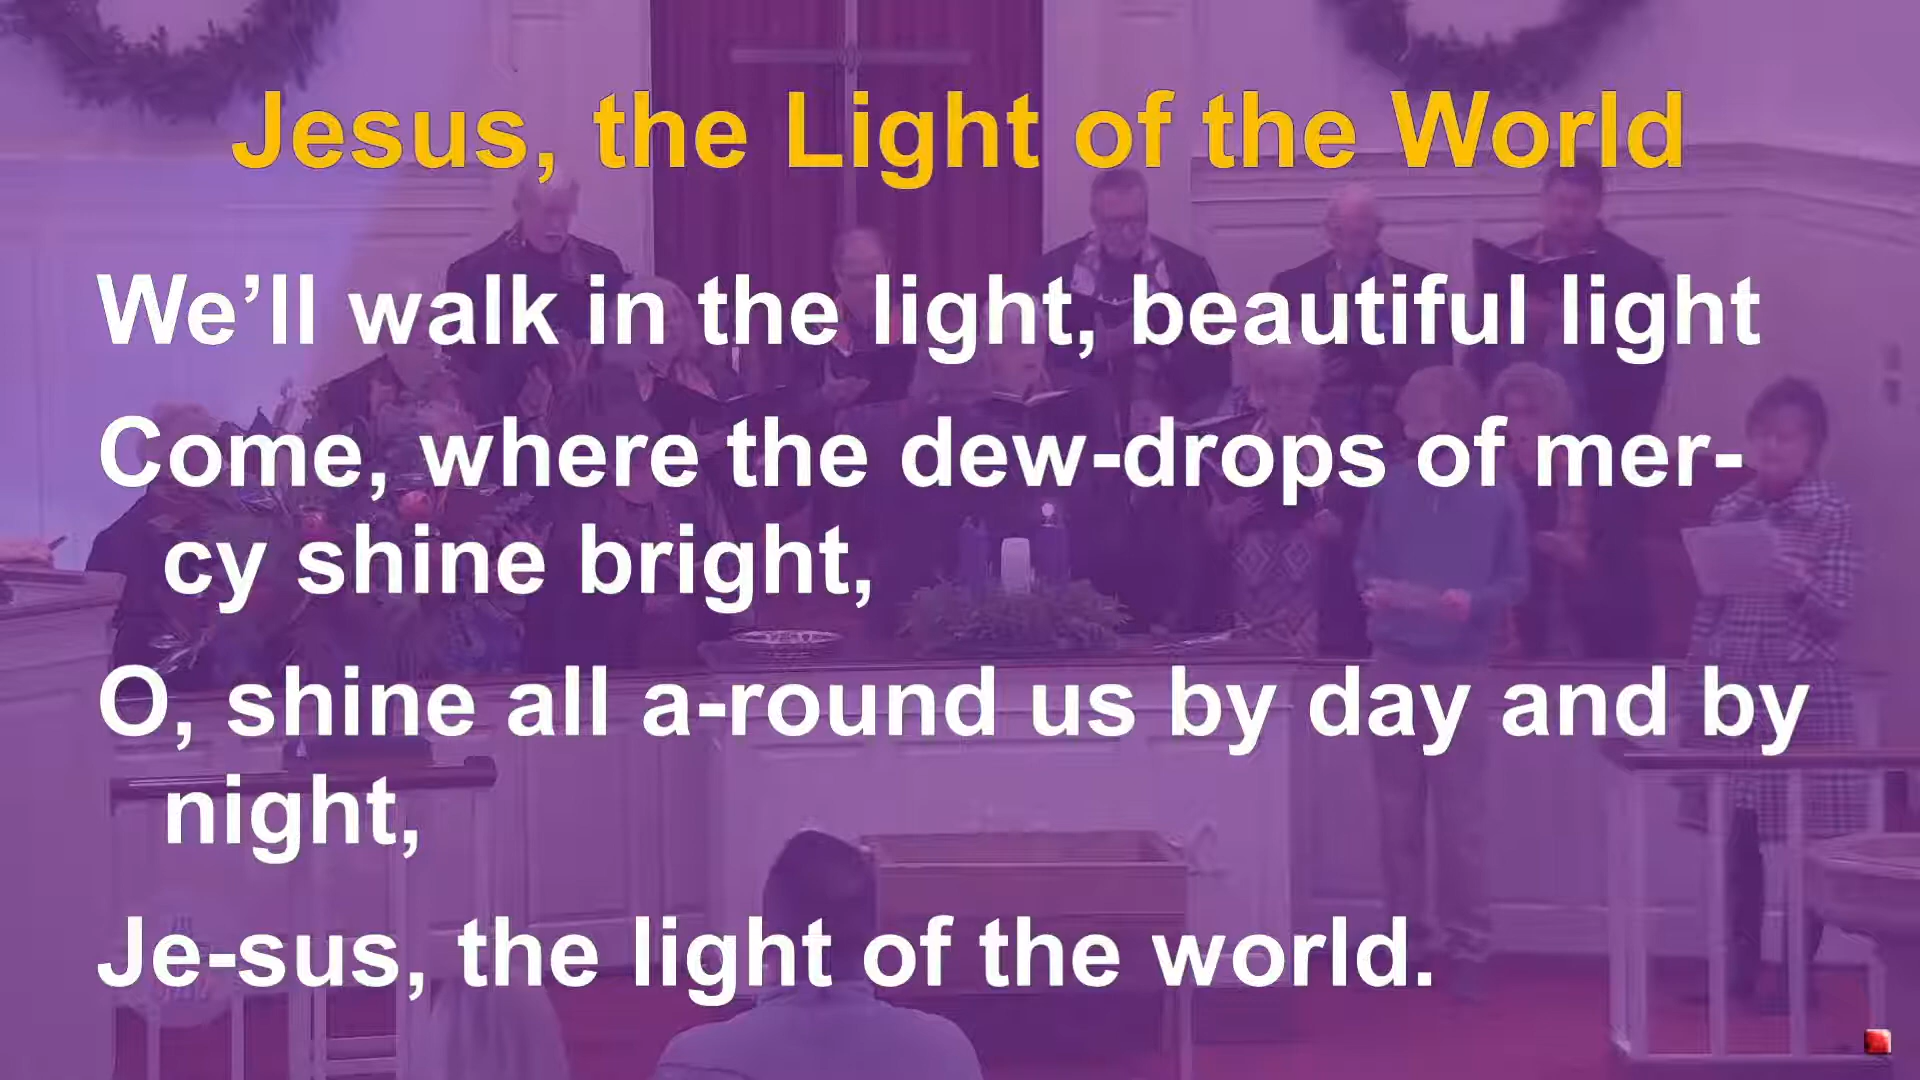 Jesus, the Light of the World
We’ll walk in the light, beautiful light
Come, where the dew-drops of mer-
cy shine bright,
O, shine all a-round us by day and by
night,
Je-sus, the light of the world.